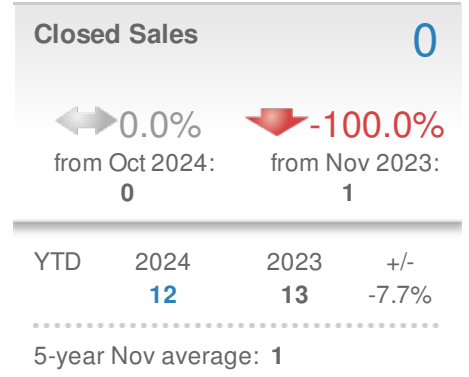 Closed Sales 0
0.0% -100.0%
from Oct 2024: from Nov 2023:
0 1
YTD 2024 2023 +/-
12 13 -7.7%
5-year Nov average: 1